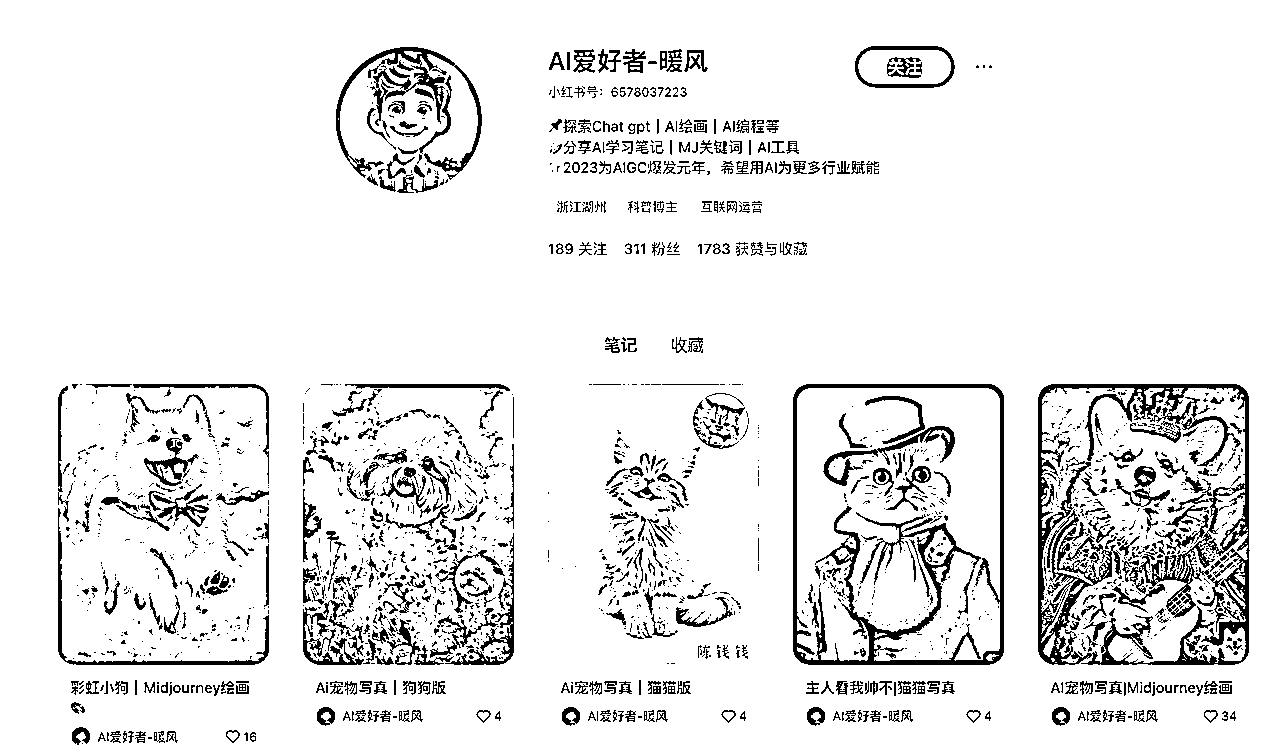 AI爱好者-暖风
关注
小红书号：6578037223
探索Chat gpt｜AI绘画｜AI编程等
分享AI学习笔记｜MJ关键词｜AI工具
2023为AIGC爆发元年，希望用AI为更多行业赋能
浙江湖州 科普博主 互联网运营
189 关注 311 粉丝 1783 获赞与收藏
笔记 收藏
陈钱钱
彩虹小狗｜Midjourney绘画
AI爱好者-暖风 16
Ai宠物写真｜狗狗版
AI爱好者-暖风 4
Ai宠物写真｜猫猫版
AI爱好者-暖风 4
主人看我帅不|猫猫写真
AI爱好者-暖风 4
AI宠物写真|Midjourney绘画
AI爱好者-暖风 34